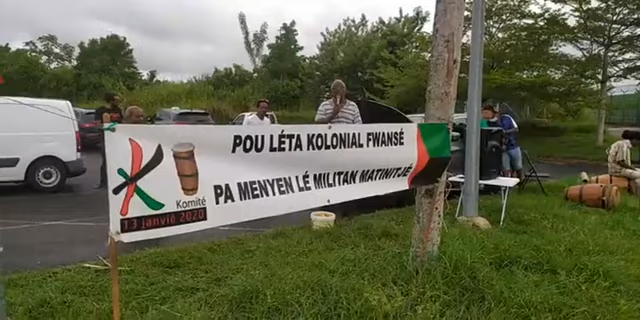 POU LÉTA KOLONIAL FWANSÉ
PA MENYEN LÉ MILITAN MATINITJÉ
Komité
13 janvié 2020